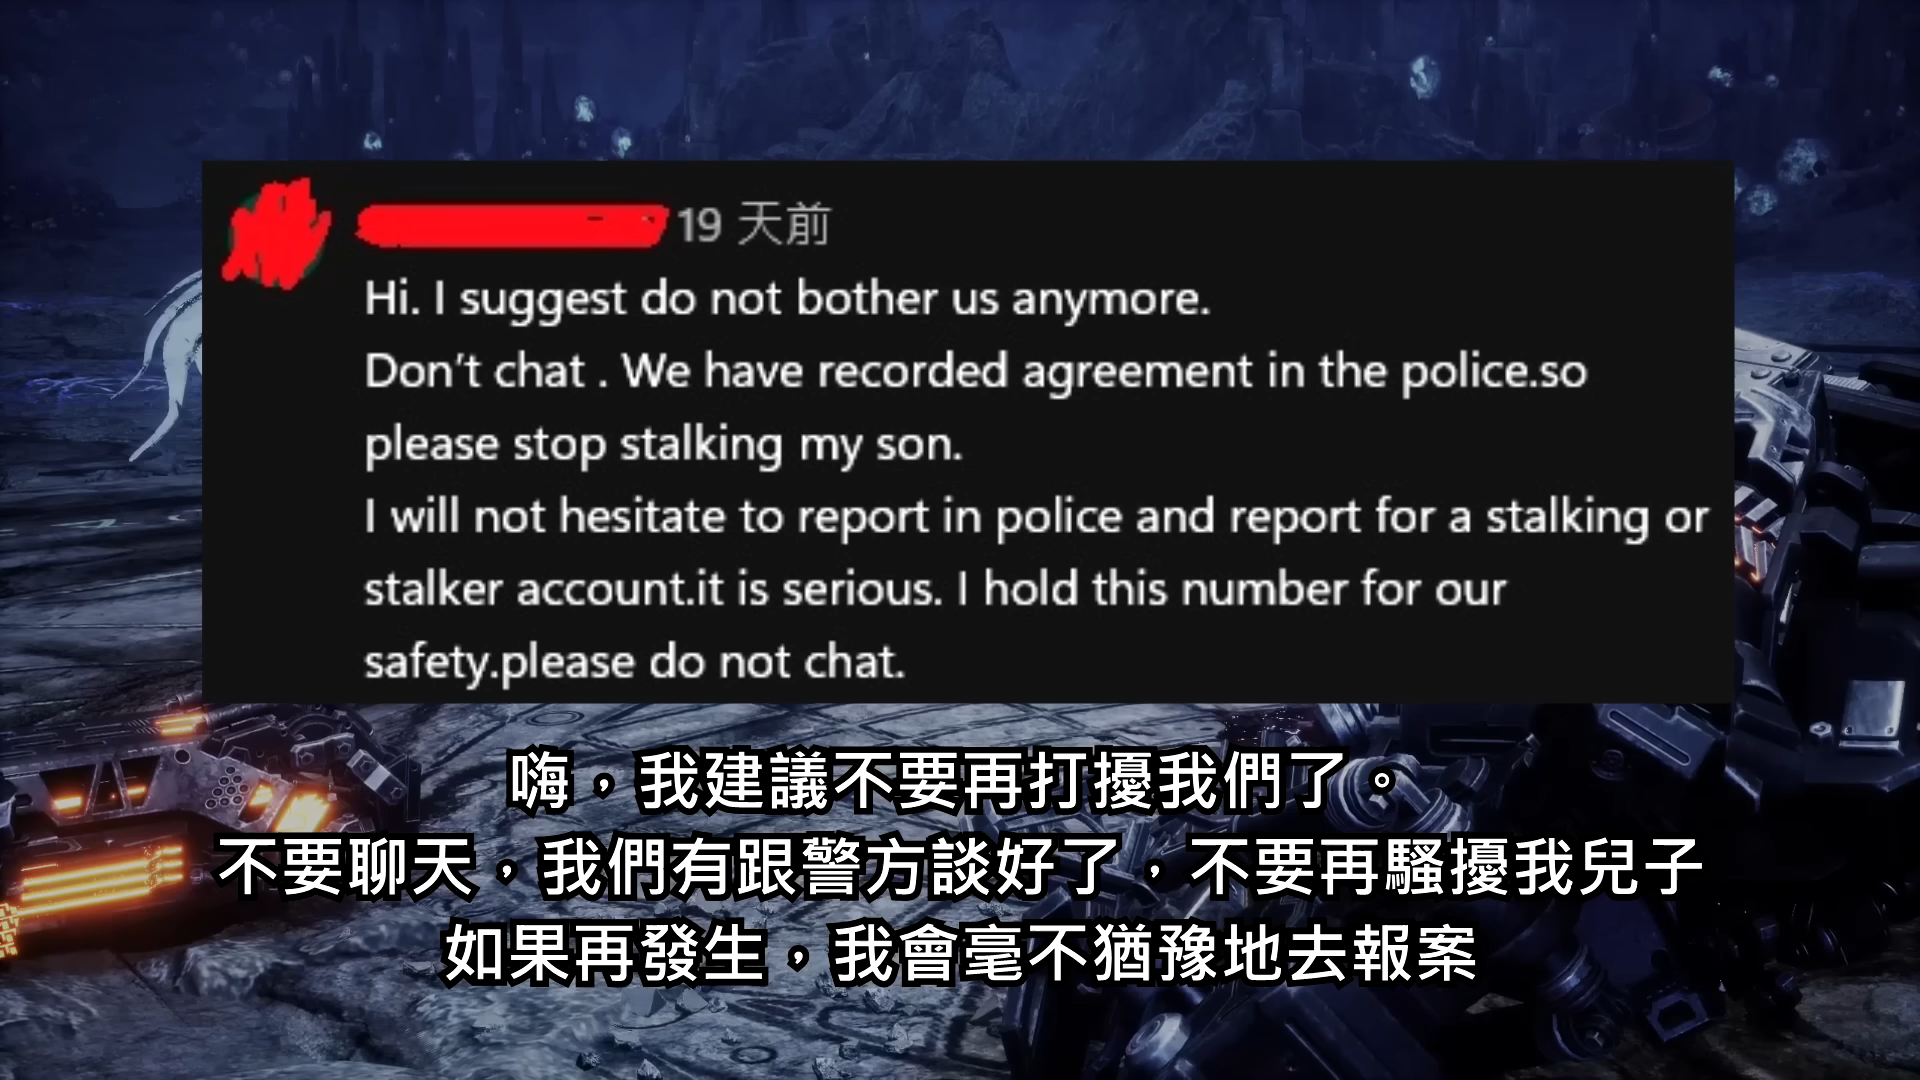 19 天前
Hi. I suggest do not bother us anymore.
Don't chat . We have recorded agreement in the police.so
please stop stalking my son.
I will not hesitate to report in police and report for a stalking or
stalker account.it is serious. I hold this number for our
safety.please do not chat.
嗨，我建議不要再打擾我們了。
不要聊天，我們有跟警方談好了，不要再騷擾我兒子
如果再發生，我會毫不猶豫地去報案